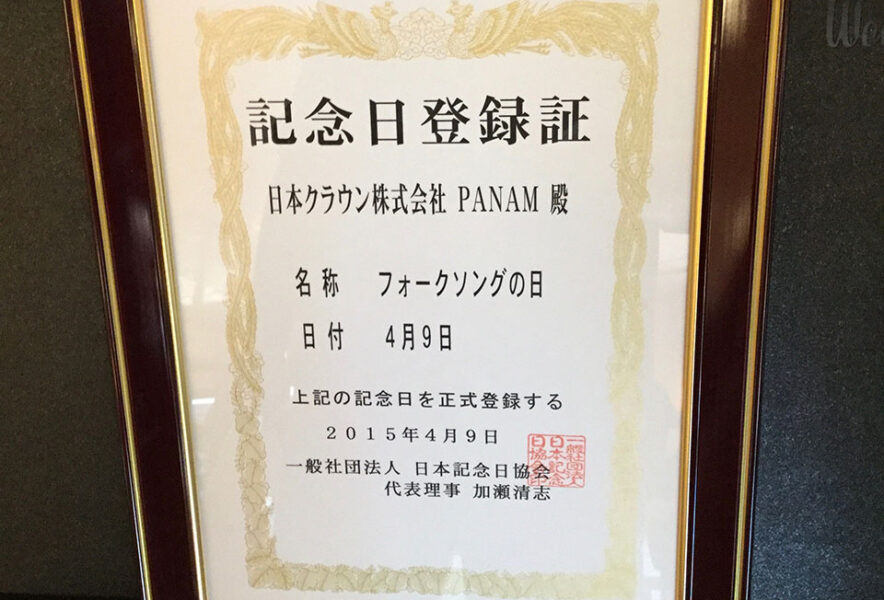 記念日登録証
日本クラウン株式会社 PANAM 殿
名称 フォークソングの日
日付 4月9日
上記の記念日を正式登録する
2015年4月9日
一般社団法人 日本記念日協会
代表理事 加瀬清志